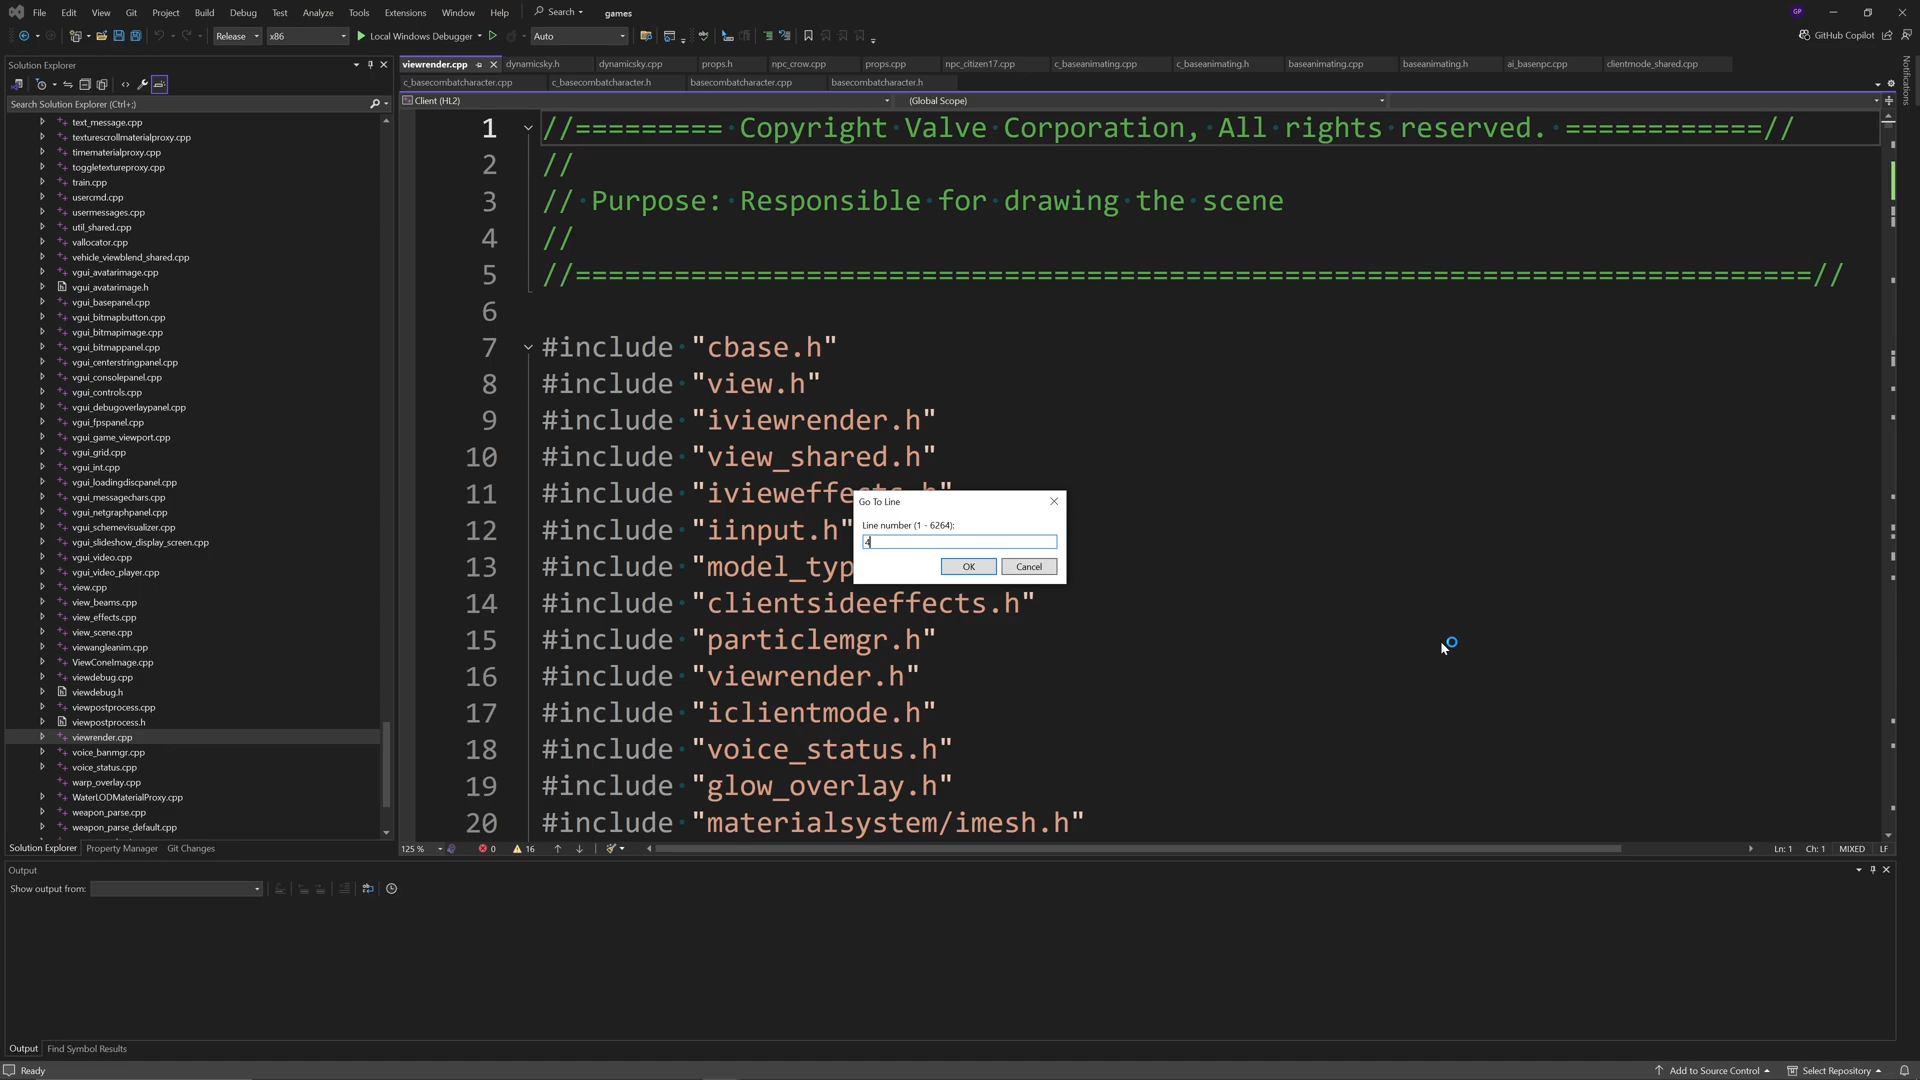 File Edit View Git Project Build Debug Test Analyze Tools Extensions Window Help Search games GP
Release x86 Local Windows Debugger Auto GitHub Copilot
Solution Explorer
viewrender.cpp dynamicsky.h dynamicsky.cpp props.h npc_crow.cpp props.cpp npc_citizen17.cpp c_baseanimating.cpp c_baseanimating.h baseanimating.cpp baseanimating.h ai_basenpc.cpp clientmode_shared.cpp
c_basecombatcharacter.cpp c_basecombatcharacter.h basecombatcharacter.cpp basecombatcharacter.h
Notifications
Search Solution Explorer (Ctrl+;)
Client (HL2) (Global Scope)
text_message.cpp
texturescrollmaterialproxy.cpp
timematerialproxy.cpp
toggletextureproxy.cpp
train.cpp
usercmd.cpp
usermessages.cpp
util_shared.cpp
vallocator.cpp
vehicle_viewblend_shared.cpp
vgui_avatarimage.cpp
vgui_avatarimage.h
vgui_basepanel.cpp
vgui_bitmapbutton.cpp
vgui_bitmapimage.cpp
vgui_bitmappanel.cpp
vgui_centerstringpanel.cpp
vgui_consolepanel.cpp
vgui_controls.cpp
vgui_debugoverlaypanel.cpp
vgui_fpspanel.cpp
vgui_game_viewport.cpp
vgui_grid.cpp
vgui_int.cpp
vgui_loadingdiscpanel.cpp
vgui_messagechars.cpp
vgui_netgraphpanel.cpp
vgui_schemevisualizer.cpp
vgui_slideshow_display_screen.cpp
vgui_video.cpp
vgui_video_player.cpp
view.cpp
view_beams.cpp
view_effects.cpp
view_scene.cpp
viewangleanim.cpp
ViewConeImage.cpp
viewdebug.cpp
viewdebug.h
viewpostprocess.cpp
viewpostprocess.h
viewrender.cpp
voice_banmgr.cpp
voice_status.cpp
warp_overlay.cpp
WaterLODMaterialProxy.cpp
weapon_parse.cpp
weapon_parse_default.cpp
Solution Explorer Property Manager Git Changes
1 //========= Copyright Valve Corporation, All rights reserved. ============//
2 //
3 // Purpose: Responsible for drawing the scene
4 //
5 //===========================================================================//
6
7 #include "cbase.h"
8 #include "view.h"
9 #include "iviewrender.h"
10 #include "view_shared.h"
11 #include "ivieweffects.h"
12 #include "iinput.h"
13 #include "model_typ
14 #include "clientsideeffects.h"
15 #include "particlemgr.h"
16 #include "viewrender.h"
17 #include "iclientmode.h"
18 #include "voice_status.h"
19 #include "glow_overlay.h"
20 #include "materialsystem/imesh.h"
Go To Line
Line number (1 - 6264):
4
OK Cancel
125 % 0 16 Ln: 1 Ch: 1 MIXED LF
Output
Show output from:
Output Find Symbol Results
Ready Add to Source Control Select Repository